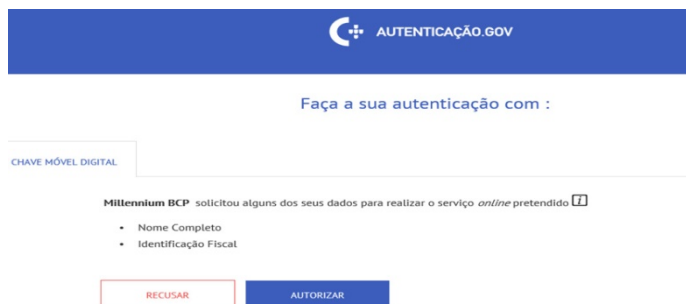 AUTENTICAÇÃO.GOV
Faça a sua autenticação com :
CHAVE MÓVEL DIGITAL
Millennium BCP solicitou alguns dos seus dados para realizar o serviço online pretendido i
• Nome Completo
• Identificação Fiscal
RECUSAR AUTORIZAR